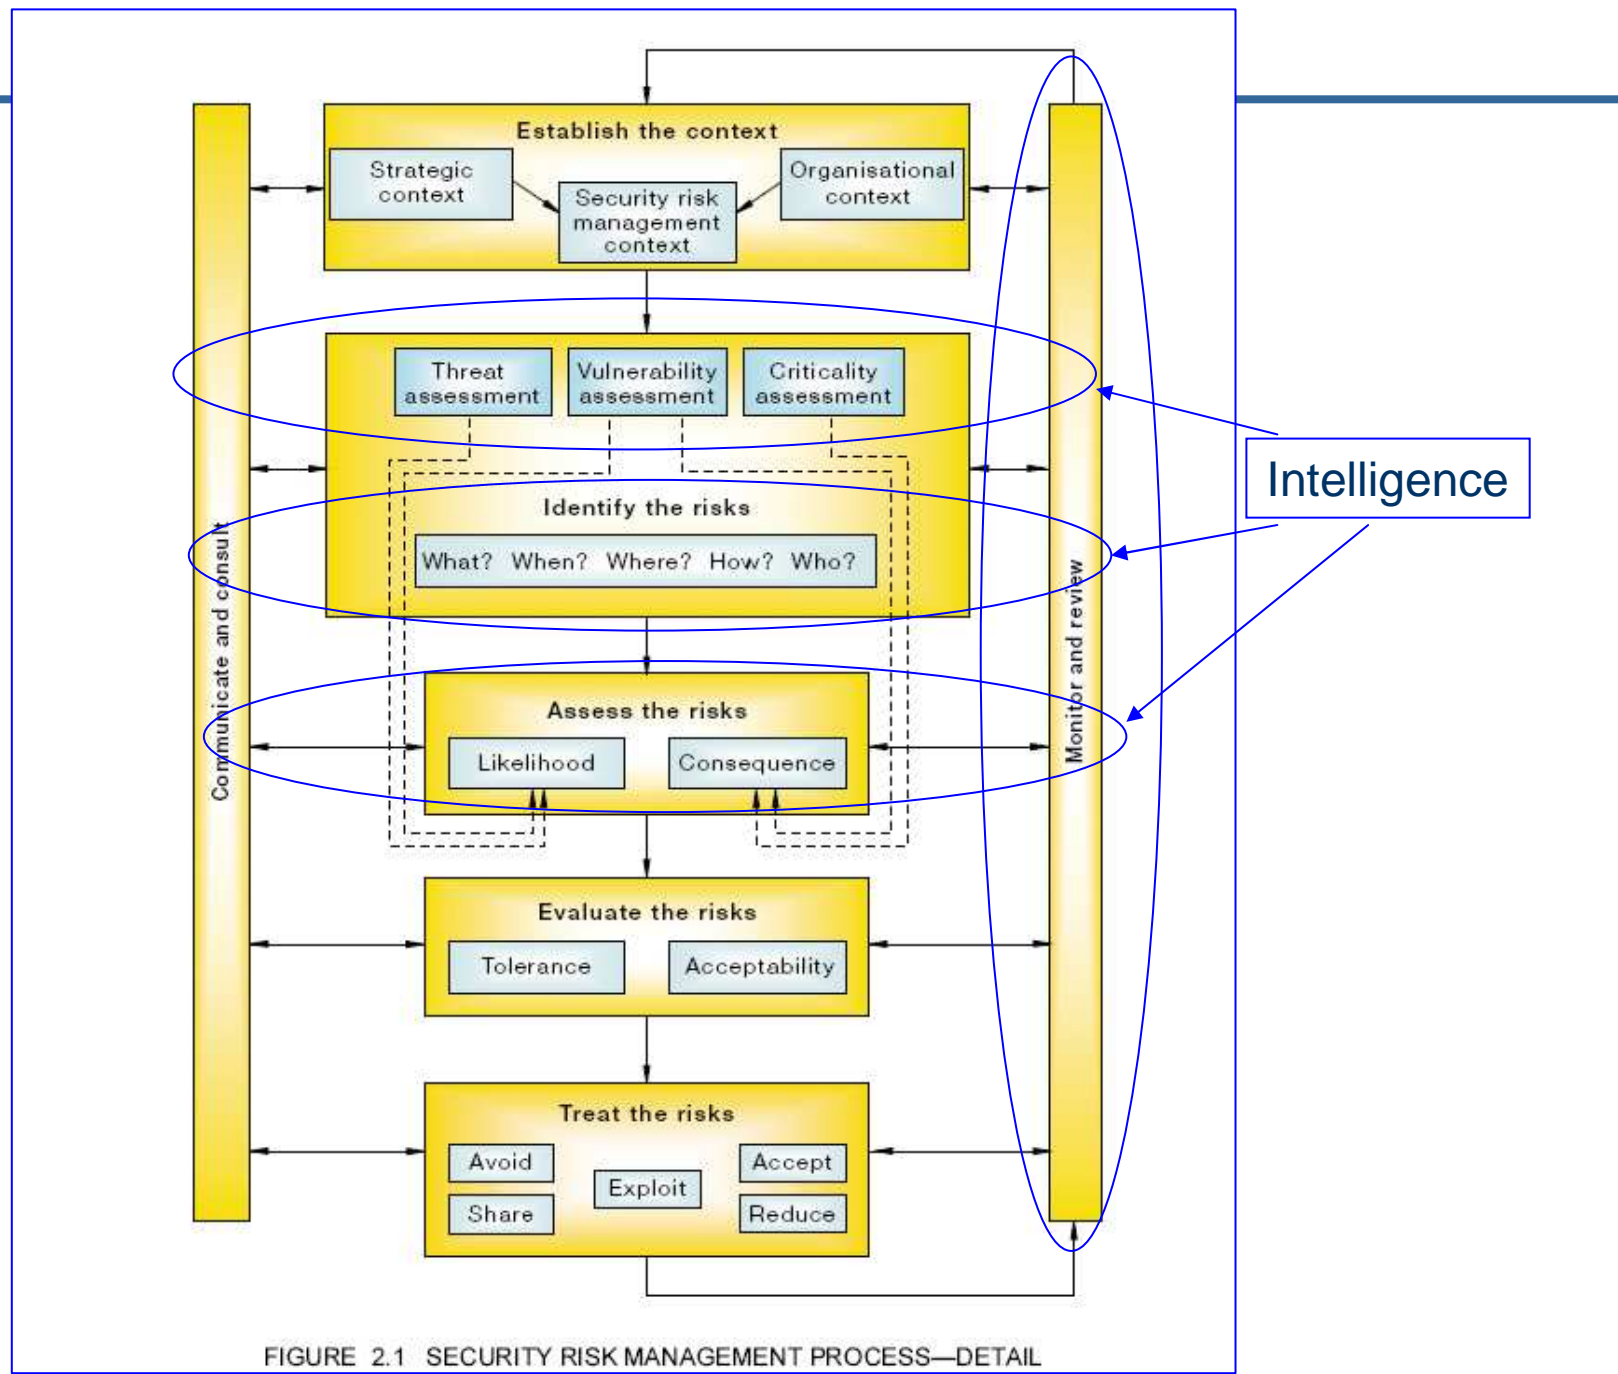 Establish the context
Strategic
context
Organisational
context
Security risk
management
context
Threat
assessment
Vulnerability
assessment
Criticality
assessment
Intelligence
Identify the risks
What? When? Where? How? Who?
Communicate and consult
Monitor and review
Assess the risks
Likelihood
Consequence
Evaluate the risks
Tolerance
Acceptability
Treat the risks
Avoid
Accept
Exploit
Share
Reduce
FIGURE 2.1 SECURITY RISK MANAGEMENT PROCESS—DETAIL